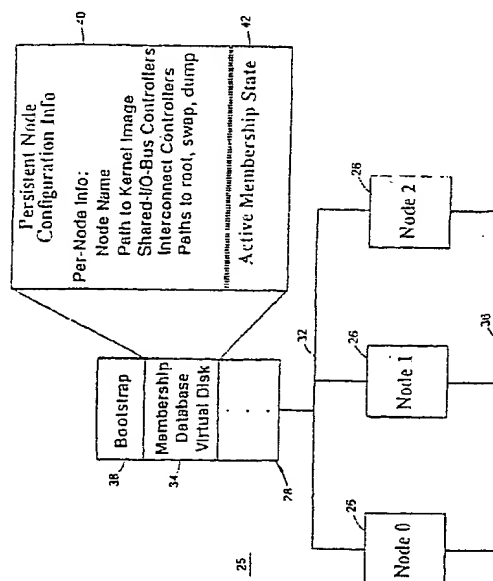 Persistent Node
Configuration Info
40
Per-Node Info:
Node Name
Path to Kernel Image
Shared-I/O-Bus Controllers
Interconnect Controllers
Paths to root, swap, dump
Active Membership State
42
38
Bootstrap
34
Membership
Database
Virtual Disk
. . .
28
25
32
26
Node 0
26
Node 1
26
Node 2
36